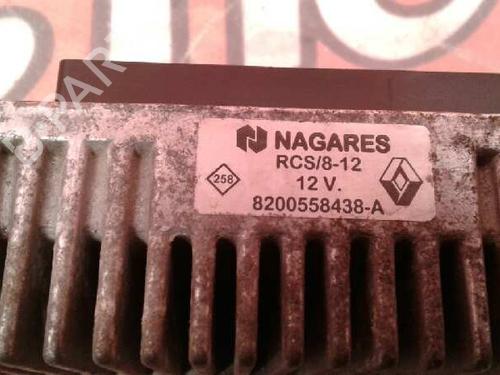 NAGARES
RCS/8-12
258
12 V.
8200558438-A